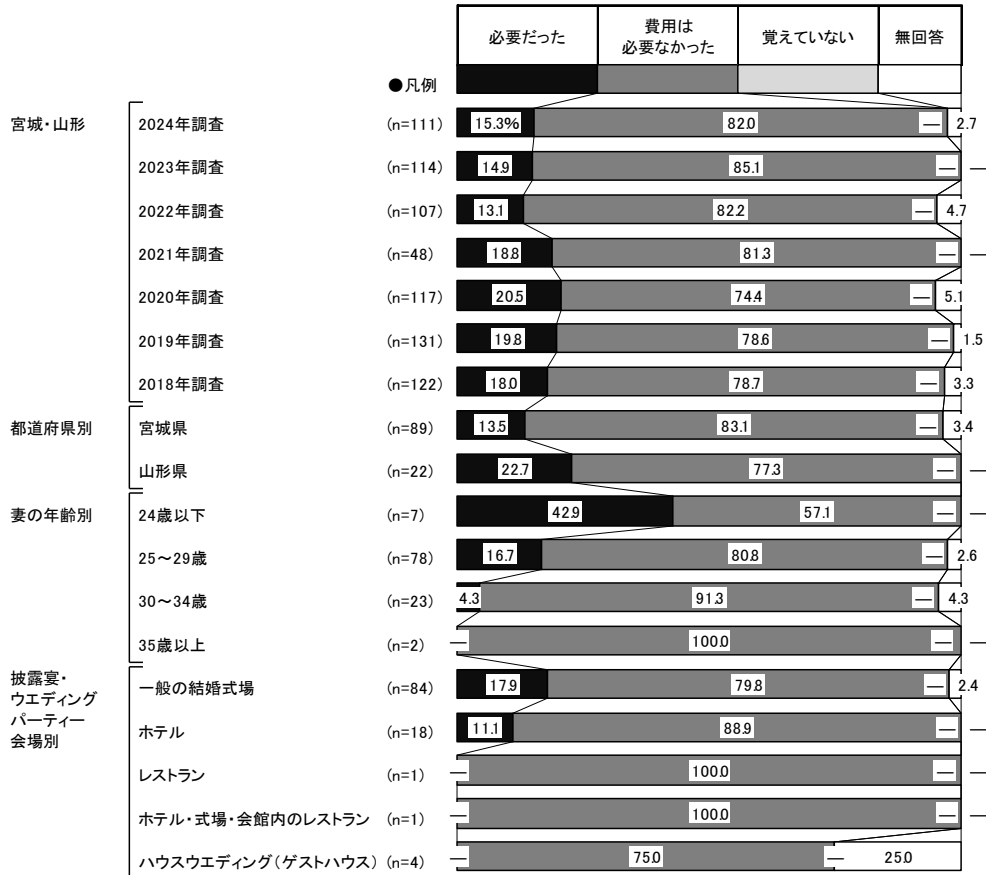 必要だった 費用は必要なかった 覚えていない 無回答
●凡例
宮城・山形 2024年調査 (n=111) 15.3% 82.0 — 2.7
2023年調査 (n=114) 14.9 85.1 — —
2022年調査 (n=107) 13.1 82.2 — 4.7
2021年調査 (n=48) 18.8 81.3 — —
2020年調査 (n=117) 20.5 74.4 — 5.1
2019年調査 (n=131) 19.8 78.6 — 1.5
2018年調査 (n=122) 18.0 78.7 — 3.3
都道府県別 宮城県 (n=89) 13.5 83.1 — 3.4
山形県 (n=22) 22.7 77.3 — —
妻の年齢別 24歳以下 (n=7) 42.9 57.1 — —
25～29歳 (n=78) 16.7 80.8 — 2.6
30～34歳 (n=23) 4.3 91.3 — 4.3
35歳以上 (n=2) — 100.0 — —
披露宴・ウエディングパーティー会場別 一般の結婚式場 (n=84) 17.9 79.8 — 2.4
ホテル (n=18) 11.1 88.9 — —
レストラン (n=1) — 100.0 — —
ホテル・式場・会館内のレストラン (n=1) — 100.0 — —
ハウスウエディング(ゲストハウス) (n=4) — 75.0 — 25.0